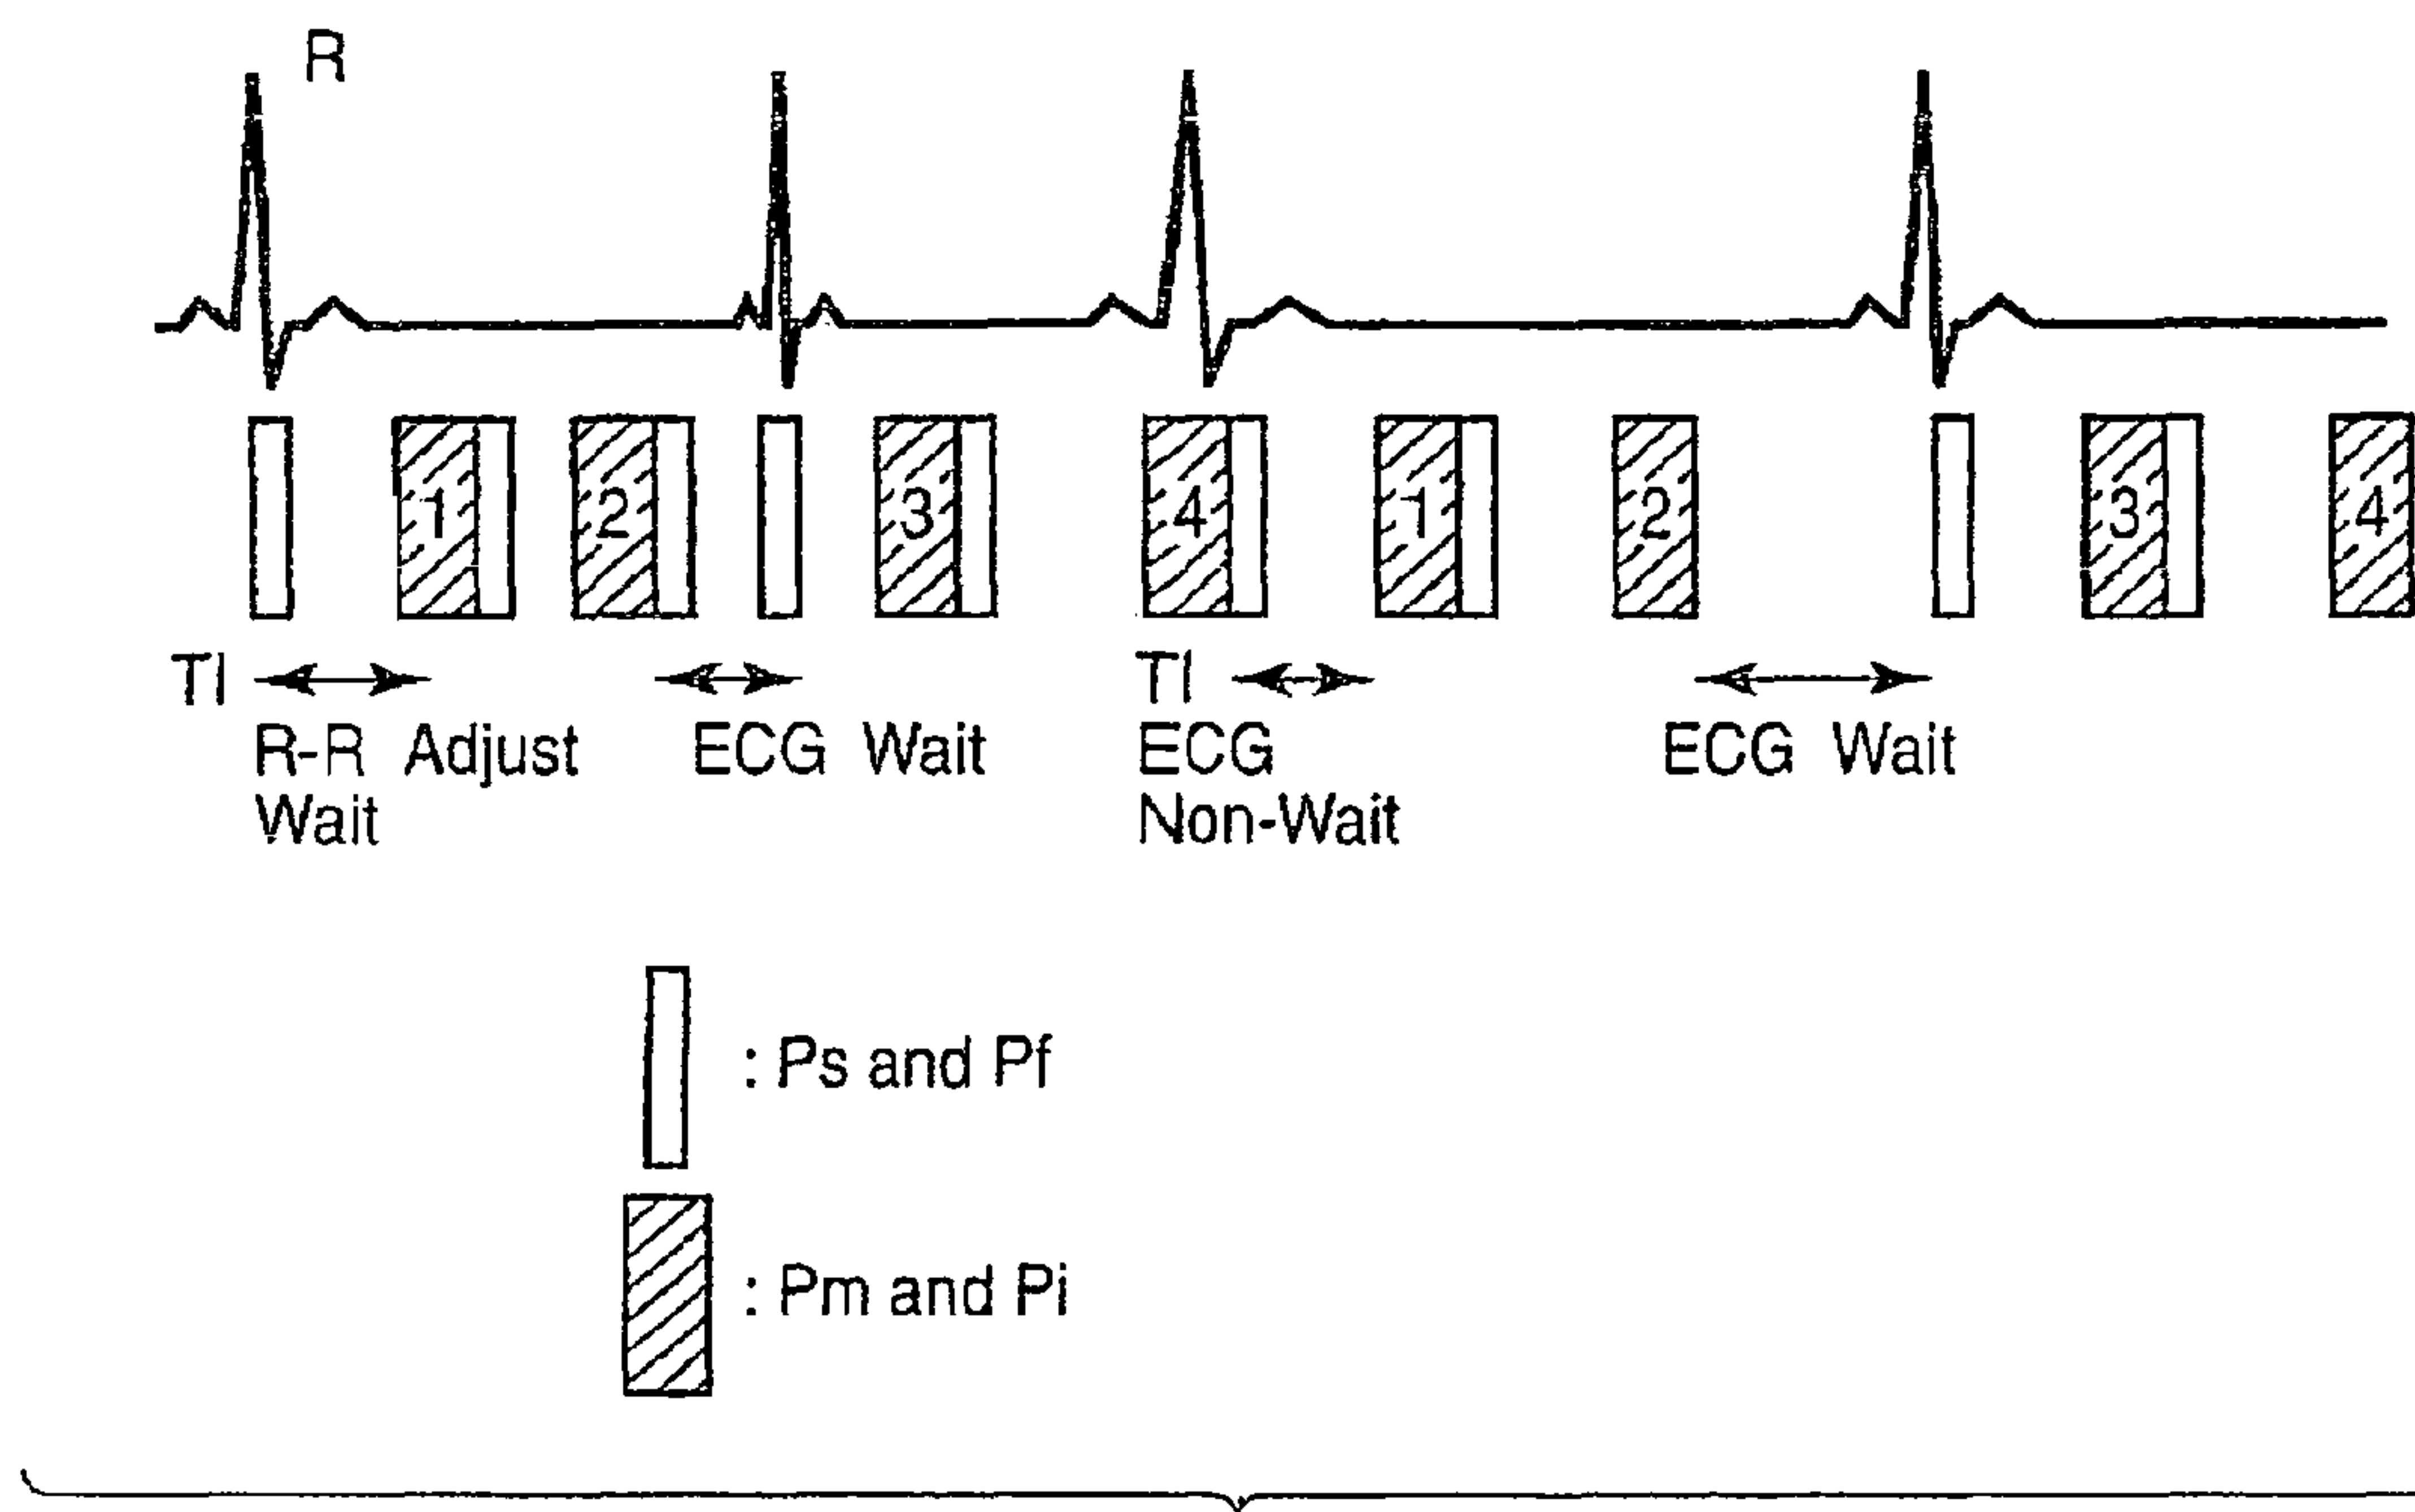 R
1 2 3 4 1 2 3 4
TI TI
R-R Adjust ECG Wait ECG ECG Wait
Wait Non-Wait
: Ps and Pf
: Pm and Pi